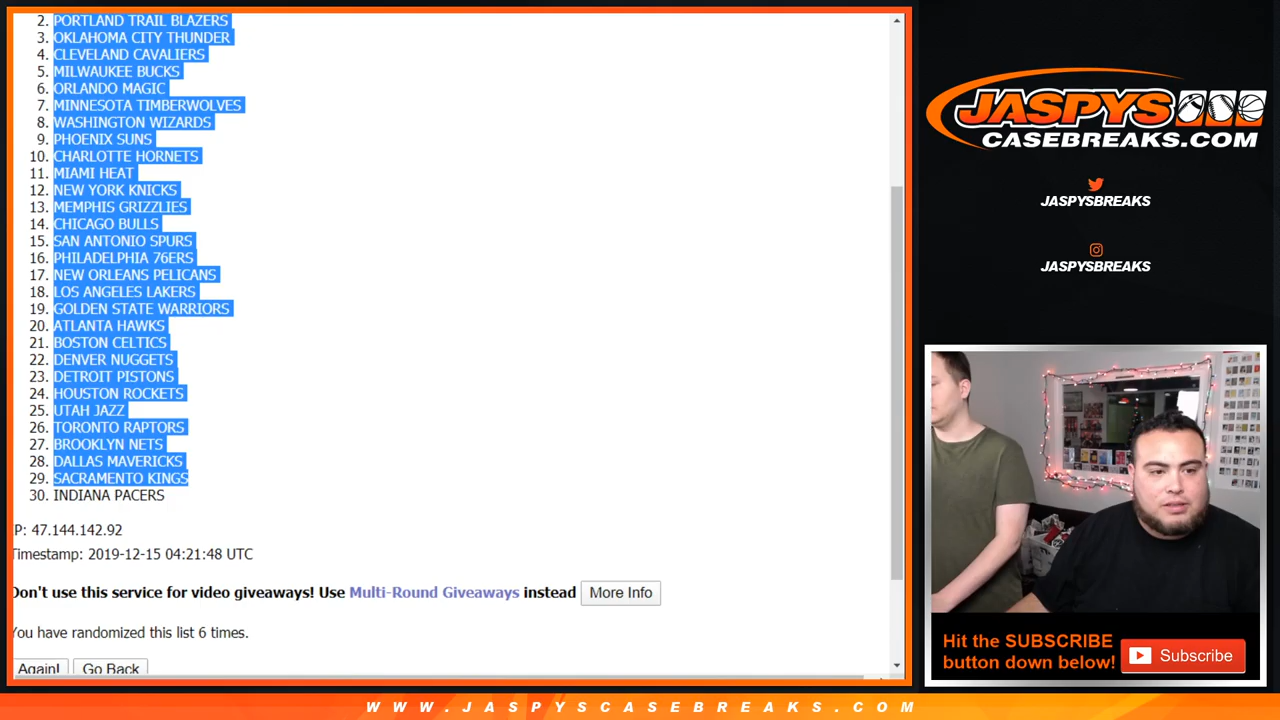 2. PORTLAND TRAIL BLAZERS
3. OKLAHOMA CITY THUNDER
4. CLEVELAND CAVALIERS
5. MILWAUKEE BUCKS
6. ORLANDO MAGIC
7. MINNESOTA TIMBERWOLVES
8. WASHINGTON WIZARDS
9. PHOENIX SUNS
10. CHARLOTTE HORNETS
11. MIAMI HEAT
12. NEW YORK KNICKS
13. MEMPHIS GRIZZLIES
14. CHICAGO BULLS
15. SAN ANTONIO SPURS
16. PHILADELPHIA 76ERS
17. NEW ORLEANS PELICANS
18. LOS ANGELES LAKERS
19. GOLDEN STATE WARRIORS
20. ATLANTA HAWKS
21. BOSTON CELTICS
22. DENVER NUGGETS
23. DETROIT PISTONS
24. HOUSTON ROCKETS
25. UTAH JAZZ
26. TORONTO RAPTORS
27. BROOKLYN NETS
28. DALLAS MAVERICKS
29. SACRAMENTO KINGS
30. INDIANA PACERS
IP: 47.144.142.92
Timestamp: 2019-12-15 04:21:48 UTC
Don't use this service for video giveaways! Use Multi-Round Giveaways instead More Info
You have randomized this list 6 times.
Again! Go Back
JASPYS
CASEBREAKS.COM
JASPYSBREAKS
JASPYSBREAKS
Hit the SUBSCRIBE
button down below!
Subscribe
WWW.JASPYSCASEBREAKS.COM